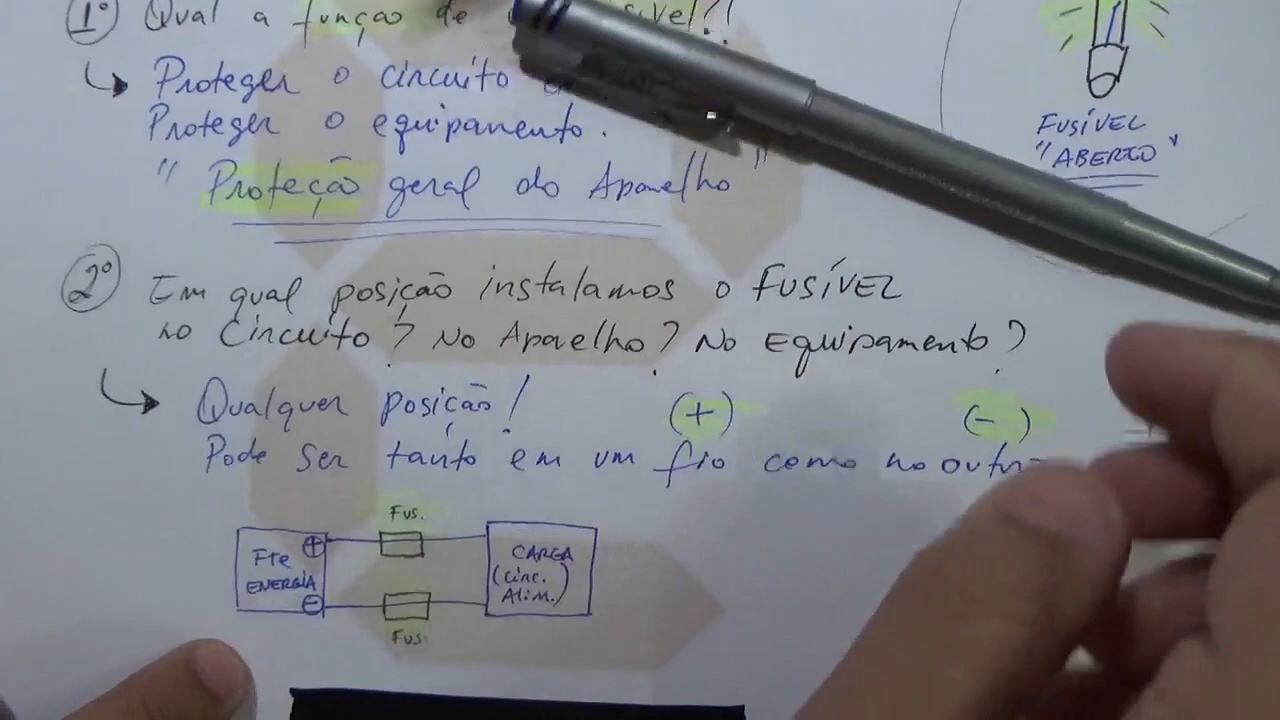 1º Qual a função de
Proteger o circuito
Proteger o equipamento.
" Proteção geral do Aparelho "
FUSÍVEL
"ABERTO"
2º Em qual posição instalamos o FUSÍVEL
no Circuito? No Aparelho? No Equipamento?
Qualquer posição! (+) (-)
Pode ser tanto em um fio como no outro
Fus.
Fte +
ENERGIA -
CARGA
(Circ.
Alim.)
Fus.